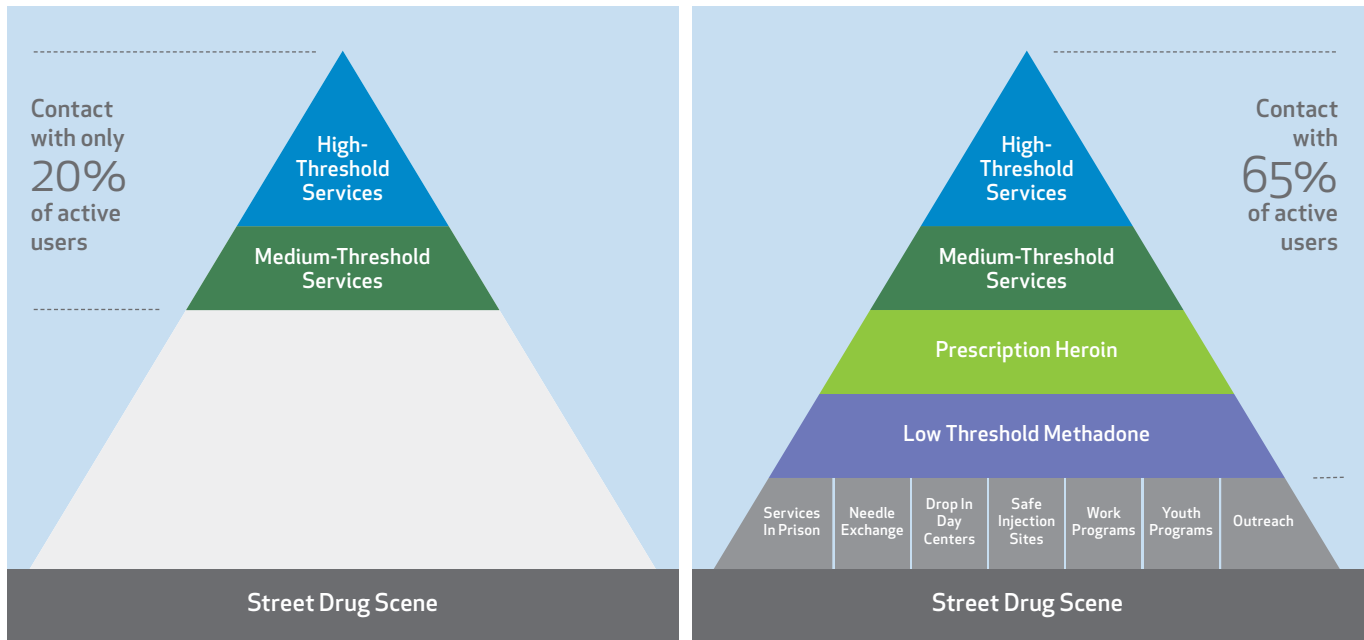 Contact
with only
20%
of active
users
High-
Threshold
Services
Medium-Threshold
Services
Street Drug Scene
High-
Threshold
Services
Medium-Threshold
Services
Prescription Heroin
Low Threshold Methadone
Services
In Prison
Needle
Exchange
Drop In
Day
Centers
Safe
Injection
Sites
Work
Programs
Youth
Programs
Outreach
Contact
with
65%
of active
users
Street Drug Scene